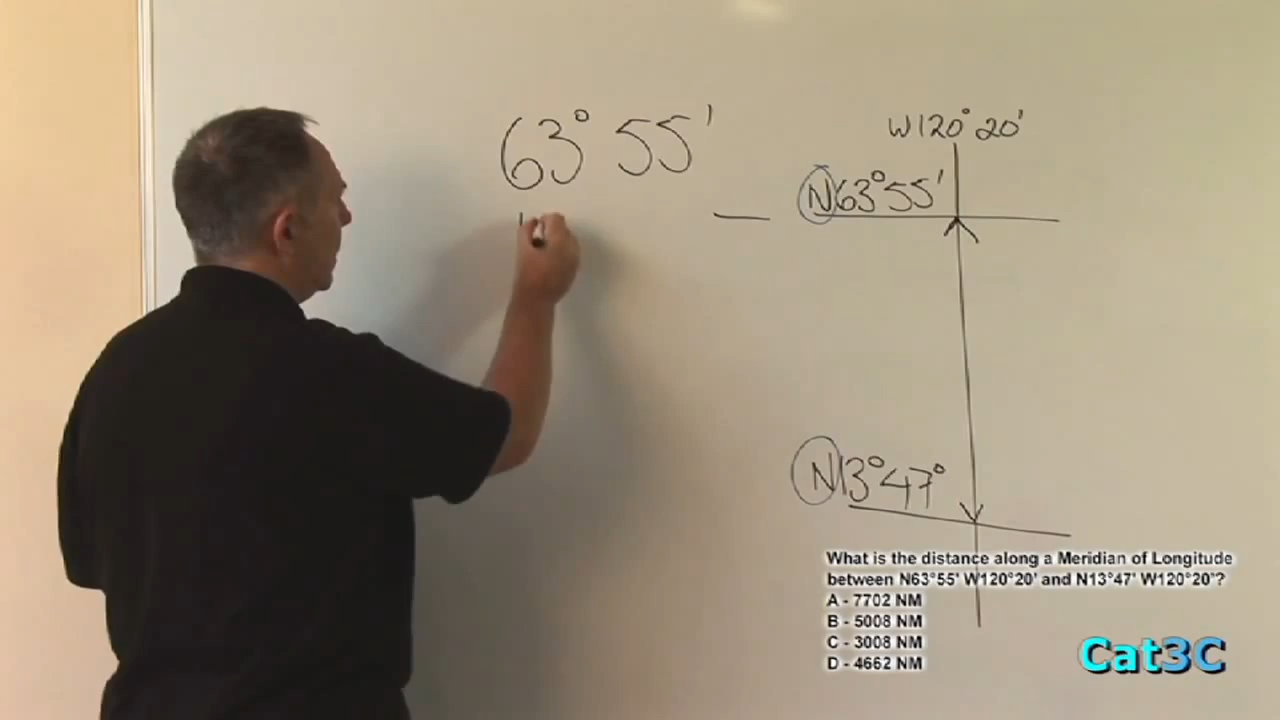 63° 55'
W120° 20'
N63°55'
N13°47°
What is the distance along a Meridian of Longitude
between N63°55' W120°20' and N13°47' W120°20'?
A - 7702 NM
B - 5008 NM
C - 3008 NM
D - 4662 NM
Cat3C